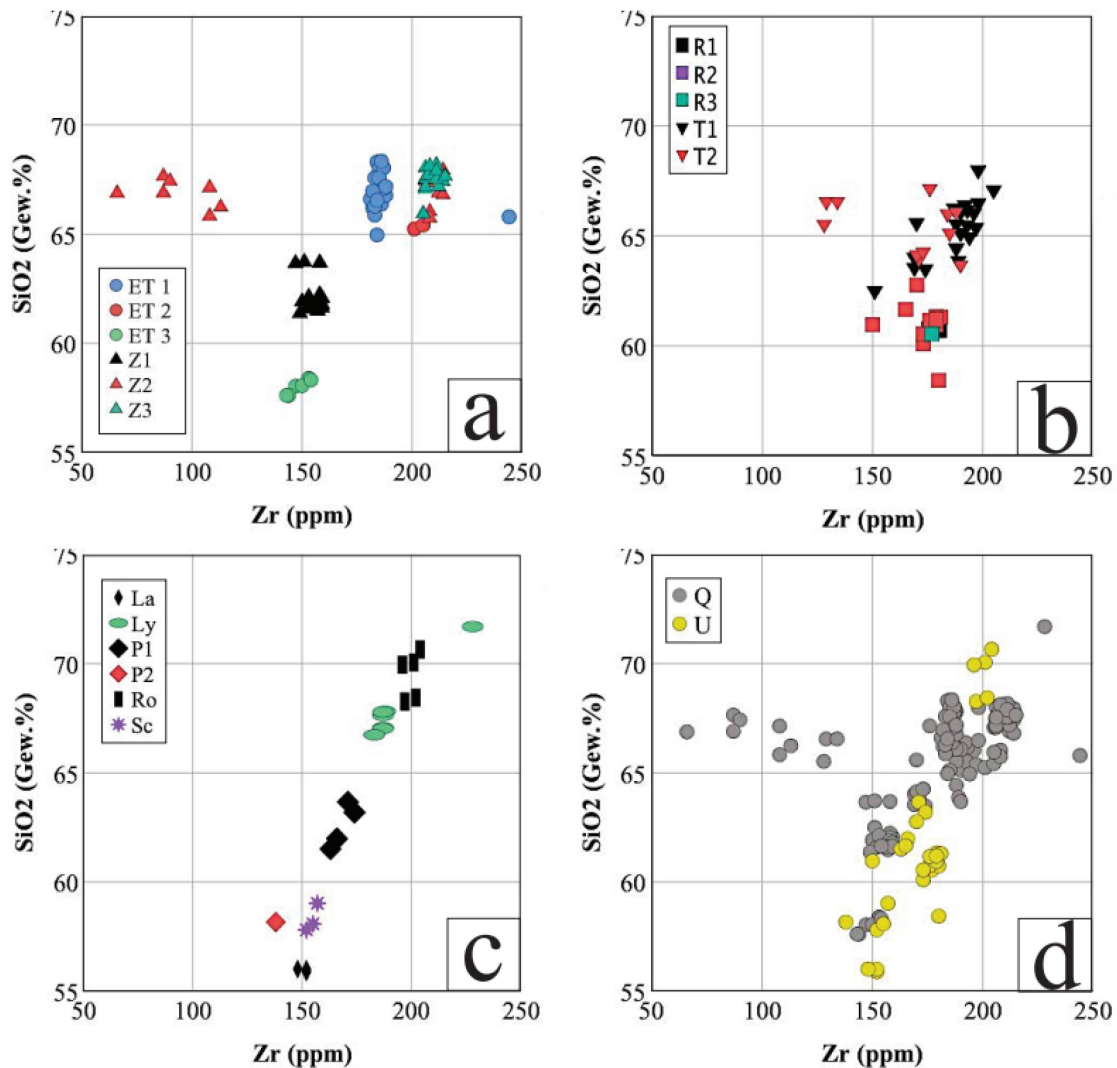 75
70
65
60
55
SiO2 (Gew.%)
ET 1
ET 2
ET 3
Z1
Z2
Z3
a
50 100 150 200 250
Zr (ppm)
75
70
65
60
55
SiO2 (Gew.%)
R1
R2
R3
T1
T2
b
50 100 150 200 250
Zr (ppm)
75
70
65
60
55
SiO2 (Gew.%)
La
Ly
P1
P2
Ro
Sc
c
50 100 150 200 250
Zr (ppm)
75
70
65
60
55
SiO2 (Gew.%)
Q
U
d
50 100 150 200 250
Zr (ppm)